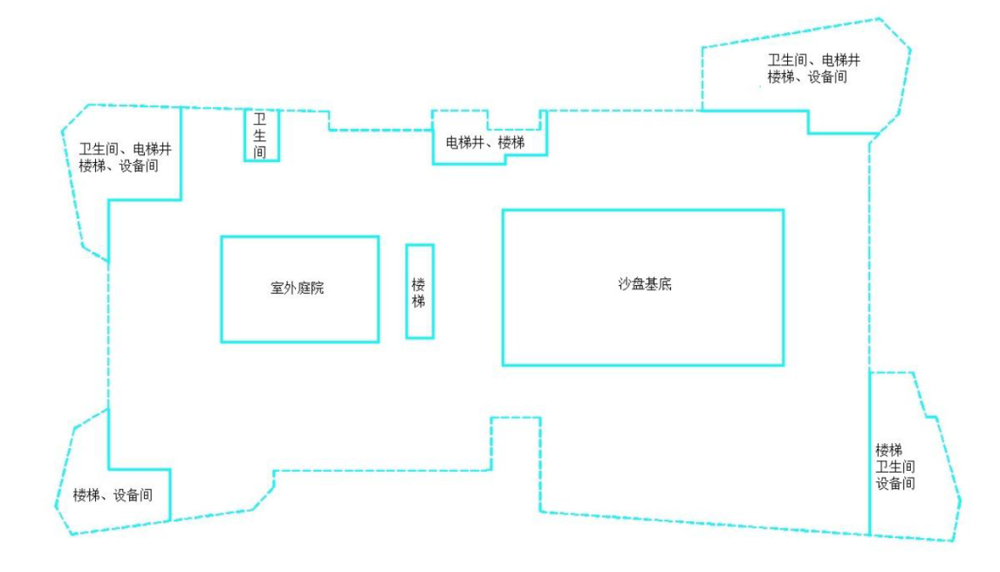 卫生间、电梯井
楼梯、设备间
卫生间
电梯井、楼梯
卫生间、电梯井
楼梯、设备间
室外庭院
楼梯
沙盘基底
楼梯、设备间
楼梯
卫生间
设备间